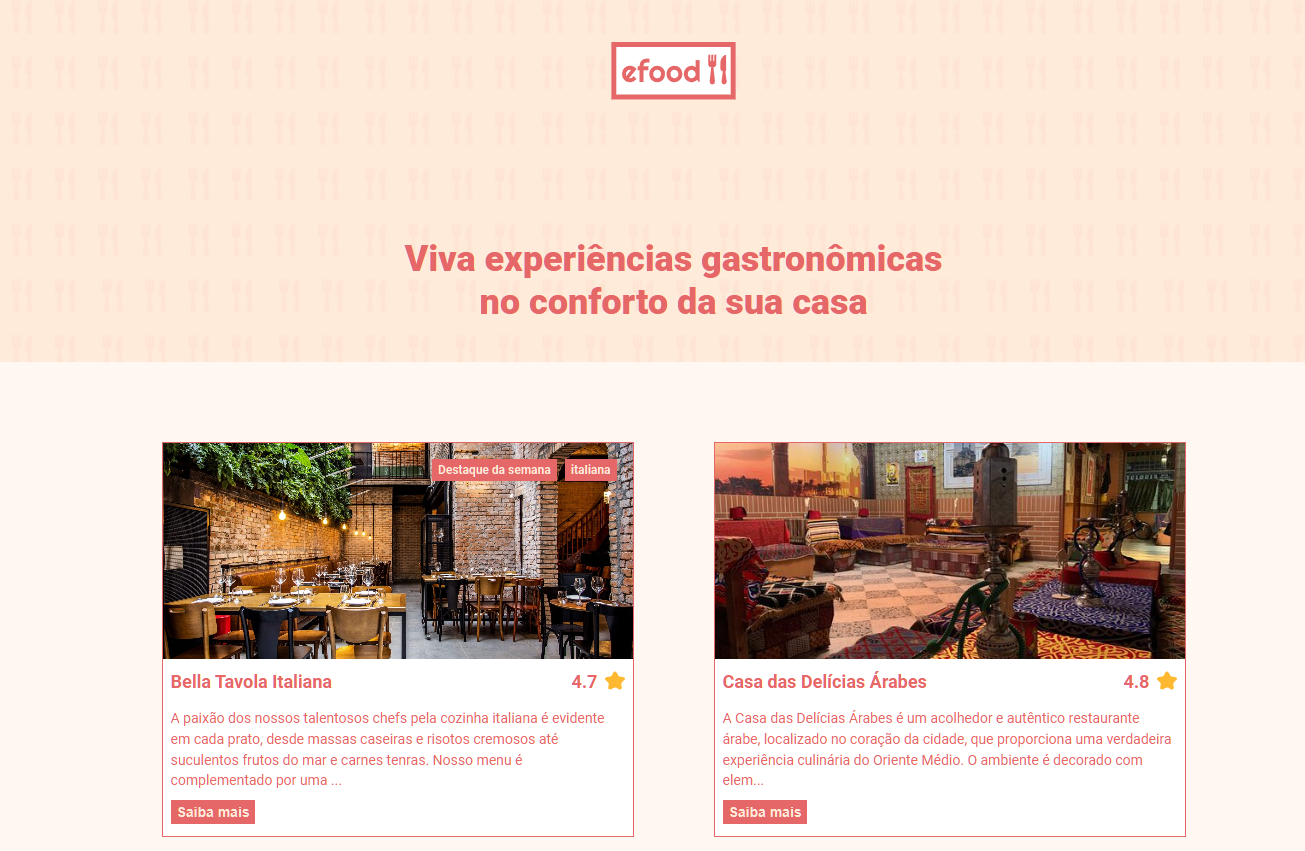 efood
Viva experiências gastronômicas
no conforto da sua casa
Destaque da semana
italiana
Bella Tavola Italiana
4.7
A paixão dos nossos talentosos chefs pela cozinha italiana é evidente
em cada prato, desde massas caseiras e risotos cremosos até
suculentos frutos do mar e carnes tenras. Nosso menu é
complementado por uma ...
Saiba mais
Casa das Delícias Árabes
4.8
A Casa das Delícias Árabes é um acolhedor e autêntico restaurante
árabe, localizado no coração da cidade, que proporciona uma verdadeira
experiência culinária do Oriente Médio. O ambiente é decorado com
elem...
Saiba mais